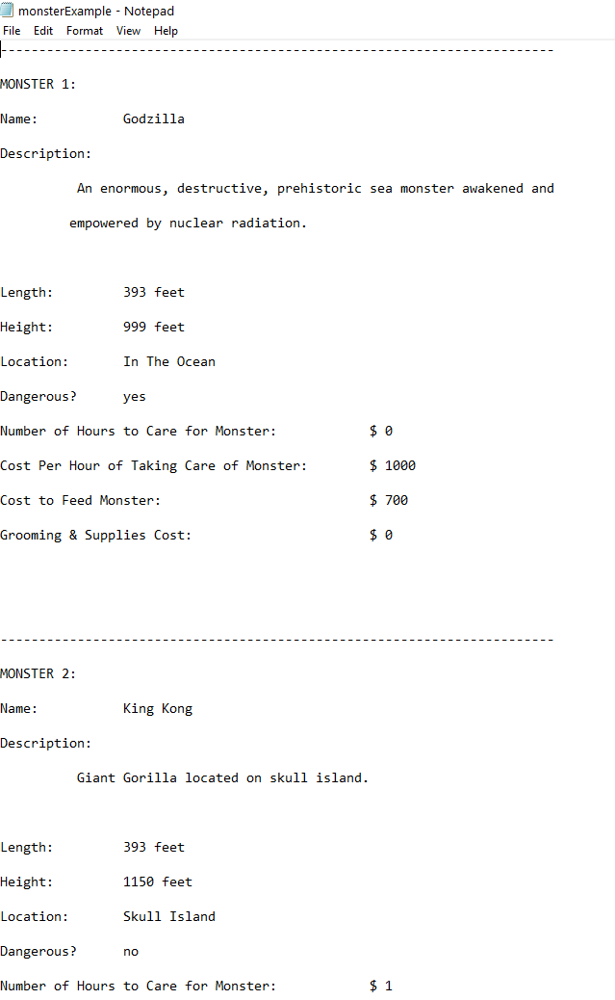 monsterExample - Notepad
File Edit Format View Help
------------------------------------------------------------------------
MONSTER 1:
Name: Godzilla
Description:
An enormous, destructive, prehistoric sea monster awakened and
empowered by nuclear radiation.
Length: 393 feet
Height: 999 feet
Location: In The Ocean
Dangerous? yes
Number of Hours to Care for Monster: $ 0
Cost Per Hour of Taking Care of Monster: $ 1000
Cost to Feed Monster: $ 700
Grooming & Supplies Cost: $ 0
------------------------------------------------------------------------
MONSTER 2:
Name: King Kong
Description:
Giant Gorilla located on skull island.
Length: 393 feet
Height: 1150 feet
Location: Skull Island
Dangerous? no
Number of Hours to Care for Monster: $ 1